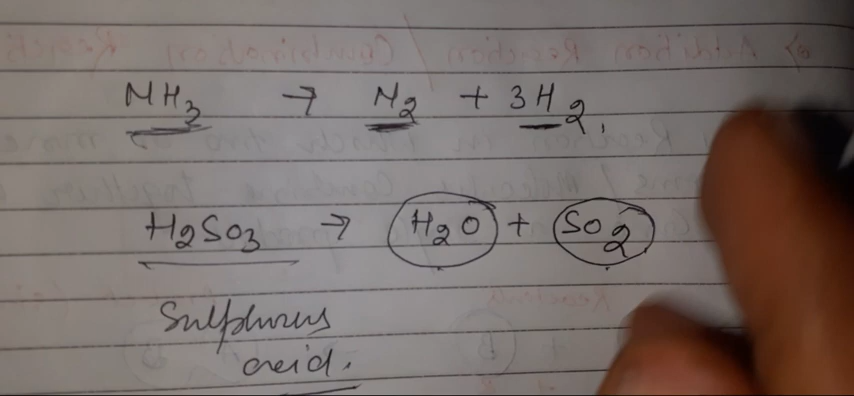 NH3 → N2 + 3H2,
H2SO3 → H2O + SO2
Sulphurus
acid.